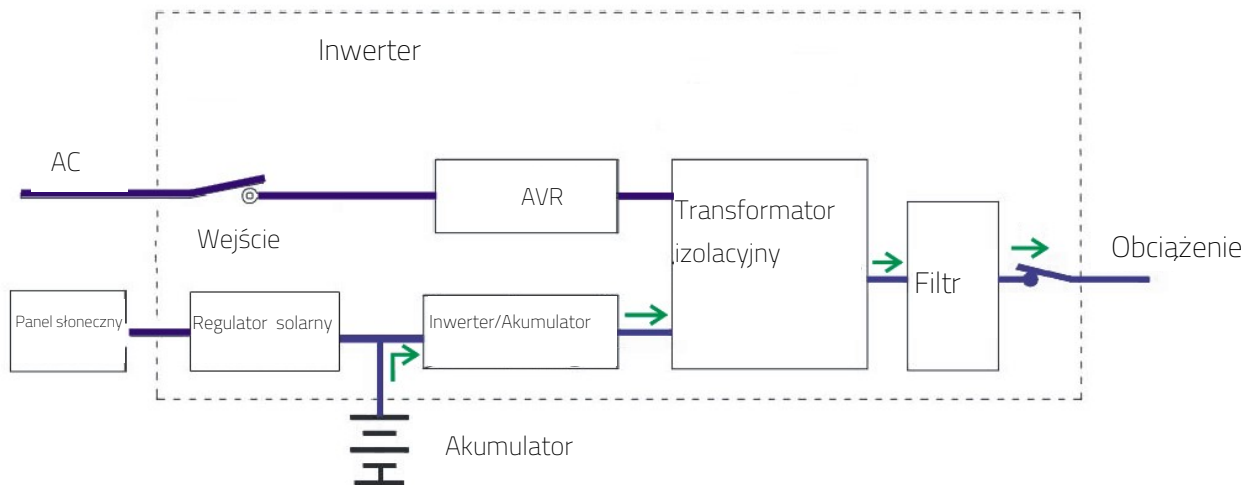 Inwerter
AC
AVR
Transformator
izolacyjny
Wejście
Obciążenie
Filtr
Panel słoneczny
Regulator solarny
Inwerter/Akumulator
Akumulator